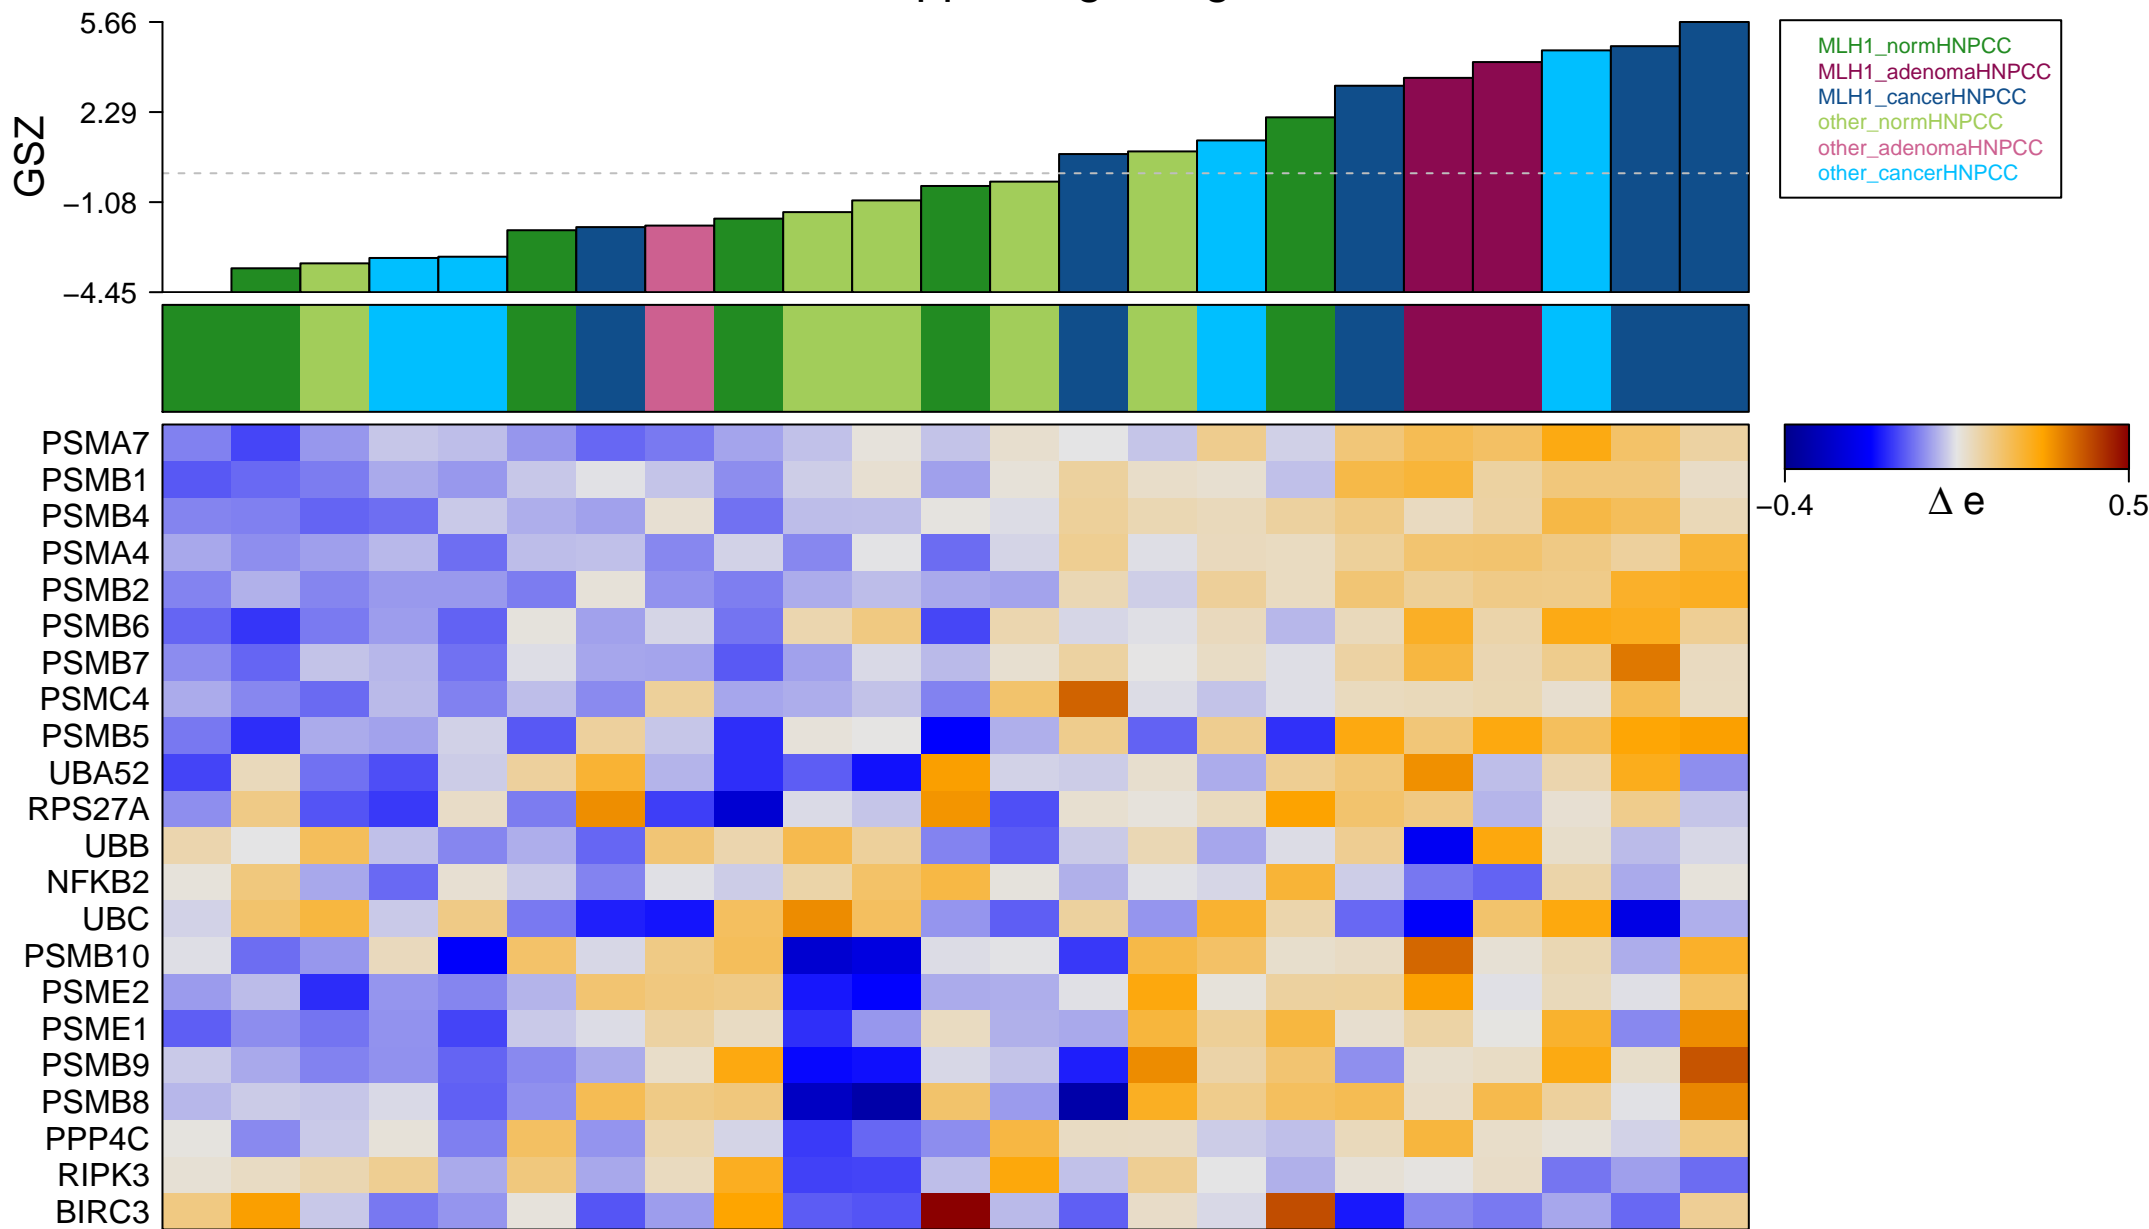 5.66
2.29
−1.08
−4.45
GSZ
MLH1_normHNPCC
MLH1_adenomaHNPCC
MLH1_cancerHNPCC
other_normHNPCC
other_adenomaHNPCC
other_cancerHNPCC
−0.4
Δ e
0.5
PSMA7
PSMB1
PSMB4
PSMA4
PSMB2
PSMB6
PSMB7
PSMC4
PSMB5
UBA52
RPS27A
UBB
NFKB2
UBC
PSMB10
PSME2
PSME1
PSMB9
PSMB8
PPP4C
RIPK3
BIRC3